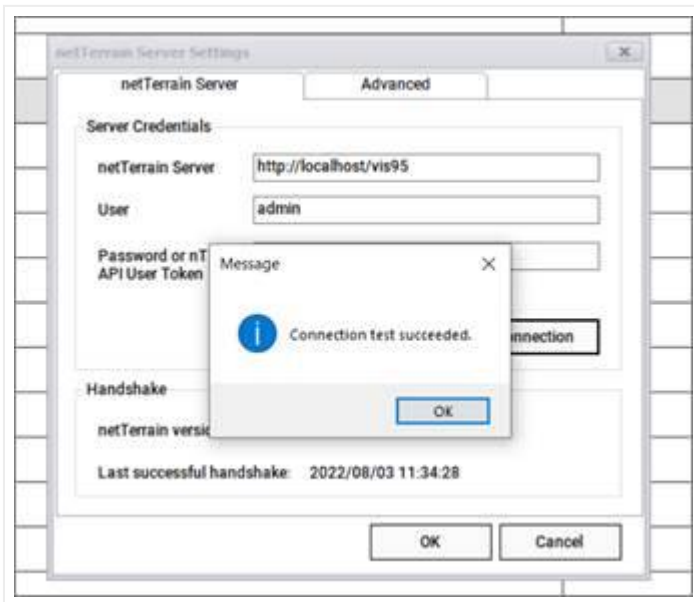 netTerrain Server Settings
netTerrain Server
Advanced
Server Credentials
netTerrain Server
http://localhost/vis95
User
admin
Password or nT
API User Token
Message
Connection test succeeded.
nnection
OK
Handshake
netTerrain versio
Last successful handshake:
2022/08/03 11:34:28
OK
Cancel